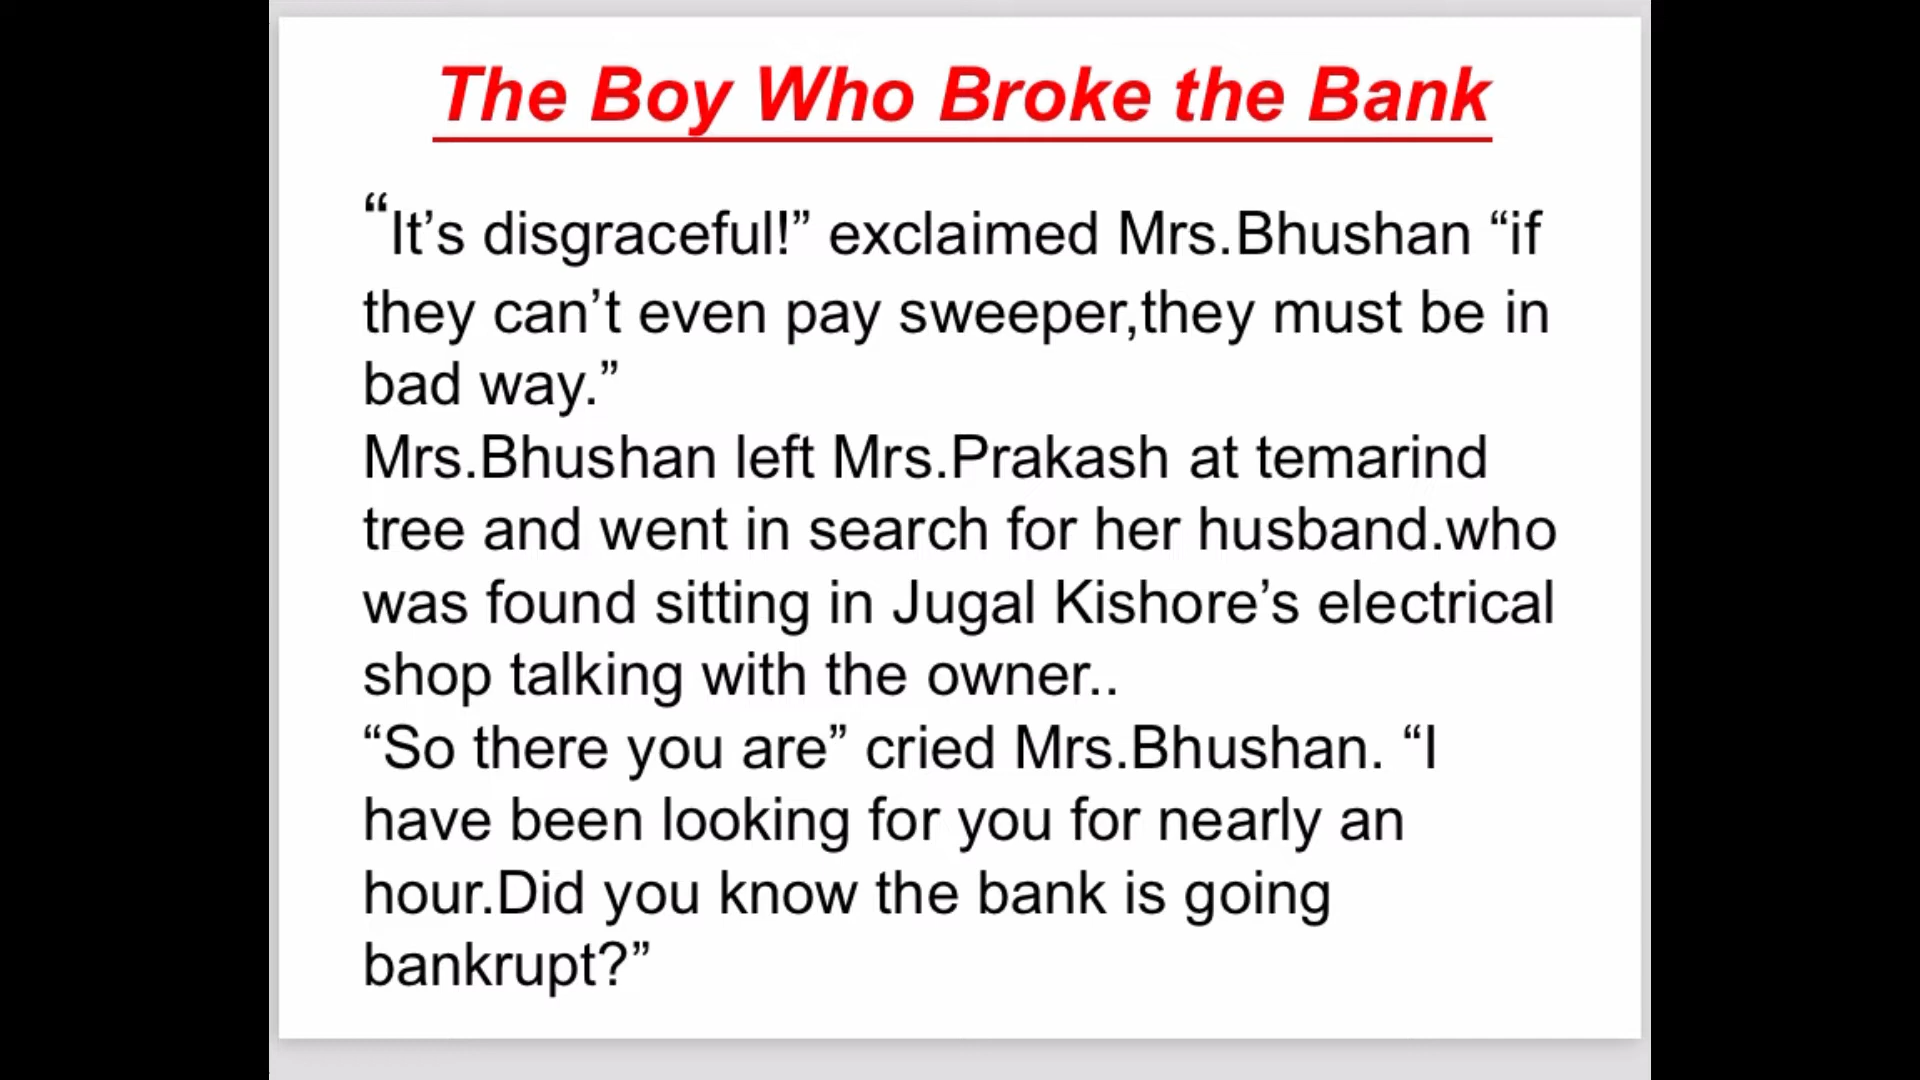 The Boy Who Broke the Bank
“It’s disgraceful!” exclaimed Mrs.Bhushan “if
they can’t even pay sweeper,they must be in
bad way.”
Mrs.Bhushan left Mrs.Prakash at temarind
tree and went in search for her husband.who
was found sitting in Jugal Kishore’s electrical
shop talking with the owner..
“So there you are” cried Mrs.Bhushan. “I
have been looking for you for nearly an
hour.Did you know the bank is going
bankrupt?”